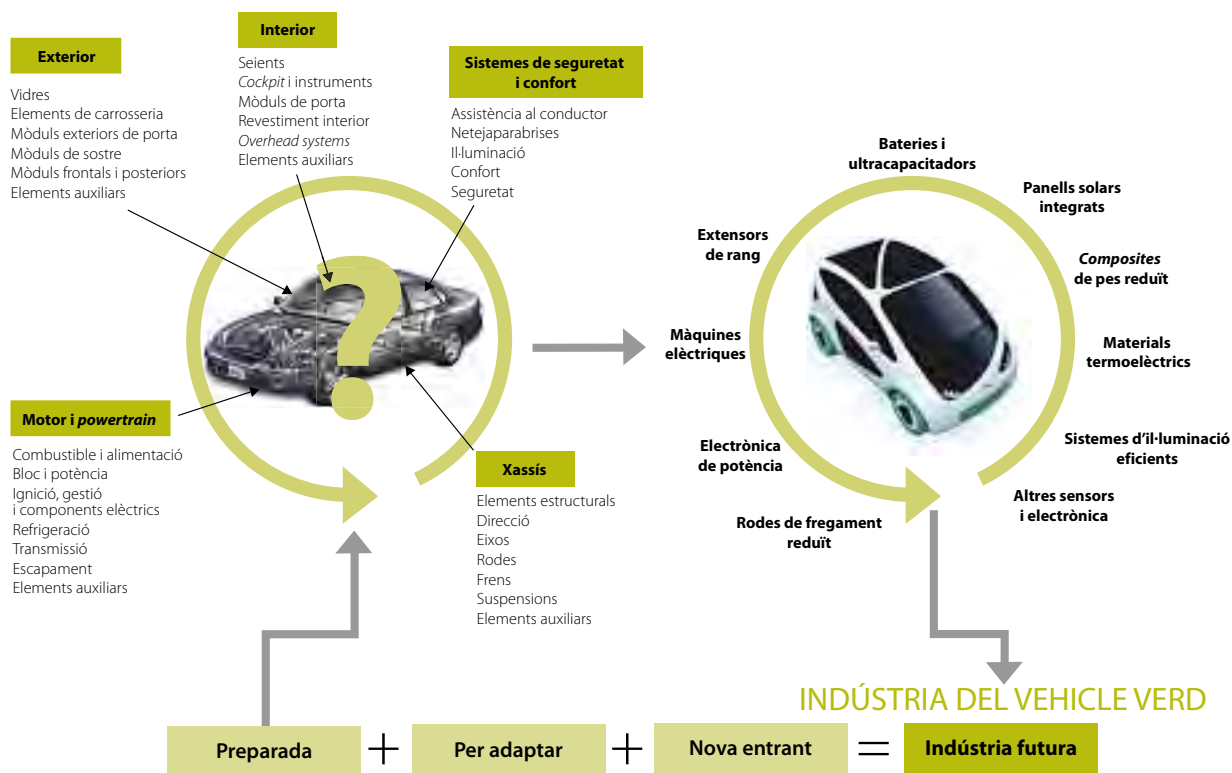 Exterior
Vidres
Elements de carrosseria
Mòduls exteriors de porta
Mòduls de sostre
Mòduls frontals i posteriors
Elements auxiliars
Interior
Seients
Cockpit i instruments
Mòduls de porta
Revestiment interior
Overhead systems
Elements auxiliars
Sistemes de seguretat
i confort
Assistència al conductor
Netejaparabrises
Il·luminació
Confort
Seguretat
?
Motor i powertrain
Combustible i alimentació
Bloc i potència
Ignició, gestió
i components elèctrics
Refrigeració
Transmissió
Escapament
Elements auxiliars
Xassís
Elements estructurals
Direcció
Eixos
Rodes
Frens
Suspensions
Elements auxiliars
Bateries i
ultracapacitadors
Panells solars
integrats
Composites
de pes reduït
Materials
termoelèctrics
Sistemes d’il·luminació
eficients
Altres sensors
i electrònica
Rodes de fregament
reduït
Electrònica
de potència
Màquines
elèctriques
Extensors
de rang
INDÚSTRIA DEL VEHICLE VERD
Preparada + Per adaptar + Nova entrant = Indústria futura